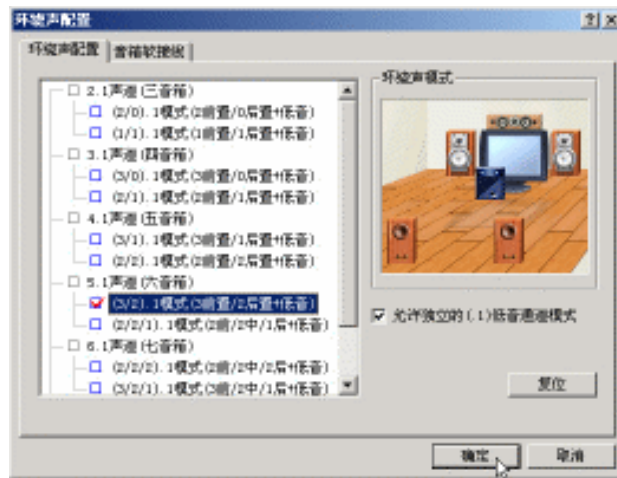 环绕声配置
环绕声配置
音箱软接线
2.1声道(三音箱)
(2/0).1模式(2前置/0后置+低音)
(1/1).1模式(1前置/1后置+低音)
3.1声道(四音箱)
(3/0).1模式(3前置/0后置+低音)
(2/1).1模式(2前置/1后置+低音)
4.1声道(五音箱)
(3/1).1模式(3前置/1后置+低音)
(2/2).1模式(2前置/2后置+低音)
5.1声道(六音箱)
(3/2).1模式(3前置/2后置+低音)
(2/2/1).1模式(2前/2中/1后+低音)
6.1声道(七音箱)
(2/2/2).1模式(2前/2中/2后+低音)
(3/2/1).1模式(3前/2中/1后+低音)
环绕声模式
允许独立的(.1)低音通道模式
复位
确定
取消